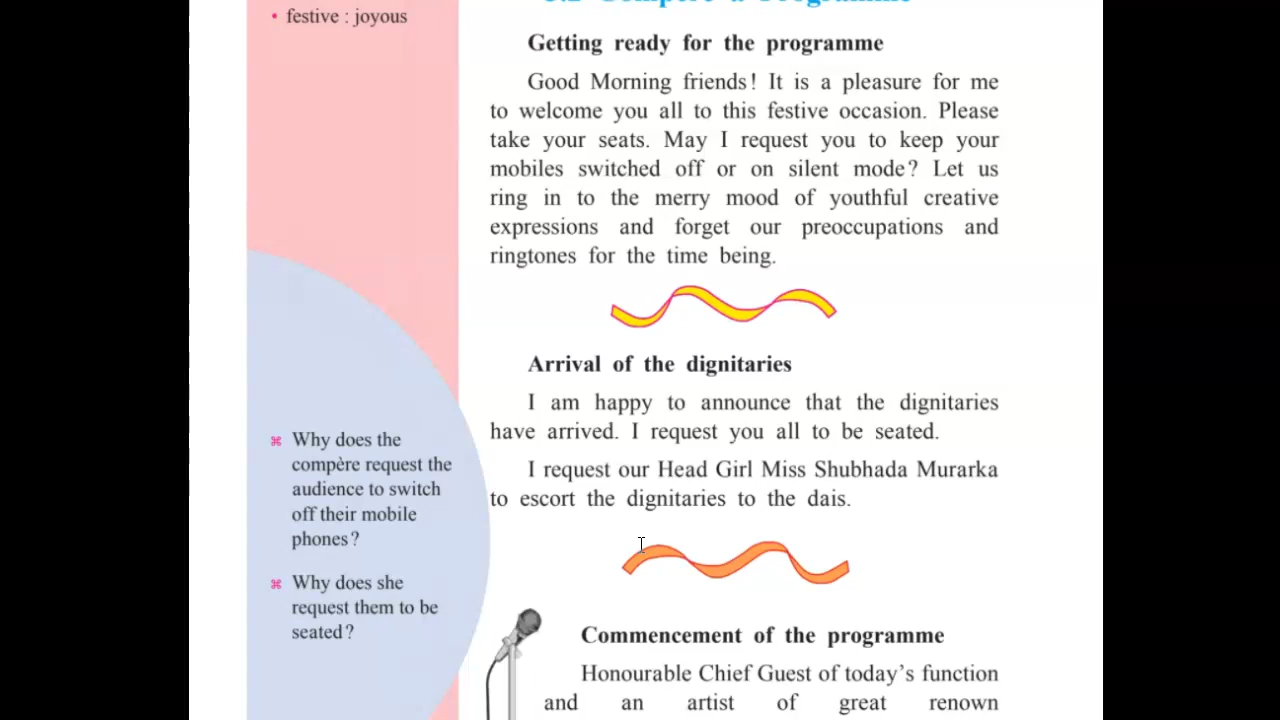 • festive : joyous
5.2 Compère a Programme
Getting ready for the programme
Good Morning friends! It is a pleasure for me
to welcome you all to this festive occasion. Please
take your seats. May I request you to keep your
mobiles switched off or on silent mode? Let us
ring in to the merry mood of youthful creative
expressions and forget our preoccupations and
ringtones for the time being.
Arrival of the dignitaries
I am happy to announce that the dignitaries
have arrived. I request you all to be seated.
I request our Head Girl Miss Shubhada Murarka
to escort the dignitaries to the dais.
⌘ Why does the
compère request the
audience to switch
off their mobile
phones?
⌘ Why does she
request them to be
seated?
Commencement of the programme
Honourable Chief Guest of today's function
and an artist of great renown